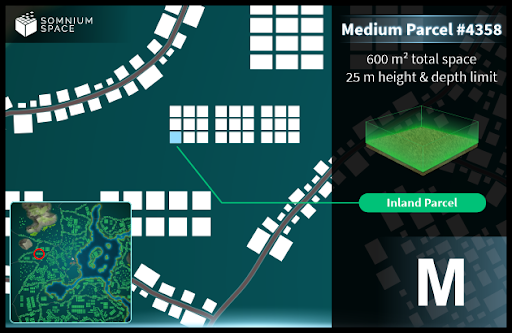 SOMNIUM
SPACE
Medium Parcel #4358
600 m² total space
25 m height & depth limit
Inland Parcel
M